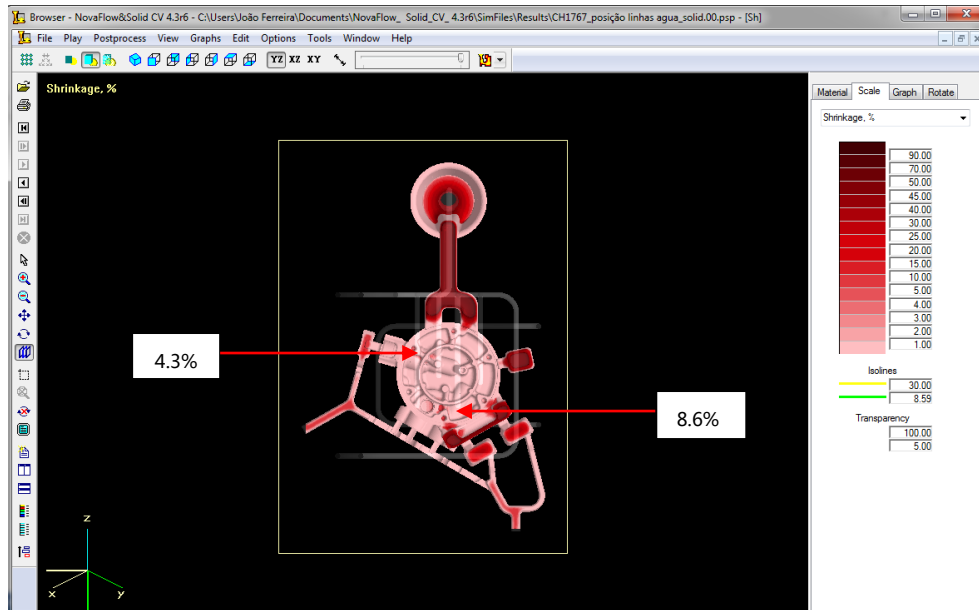 Browser - NovaFlow&Solid CV 4.3r6 - C:\Users\João Ferreira\Documents\NovaFlow_ Solid_CV_ 4.3r6\SimFiles\Results\CH1767_posição linhas agua_solid.00.psp - [Sh]
File Play Postprocess View Graphs Edit Options Tools Window Help
YZ XZ XY
Shrinkage, %
Material Scale Graph Rotate
Shrinkage, %
90.00
70.00
50.00
45.00
40.00
30.00
25.00
20.00
15.00
10.00
5.00
4.00
3.00
2.00
1.00
4.3%
8.6%
Isolines
30.00
8.59
Transparency
100.00
5.00
z
x
y